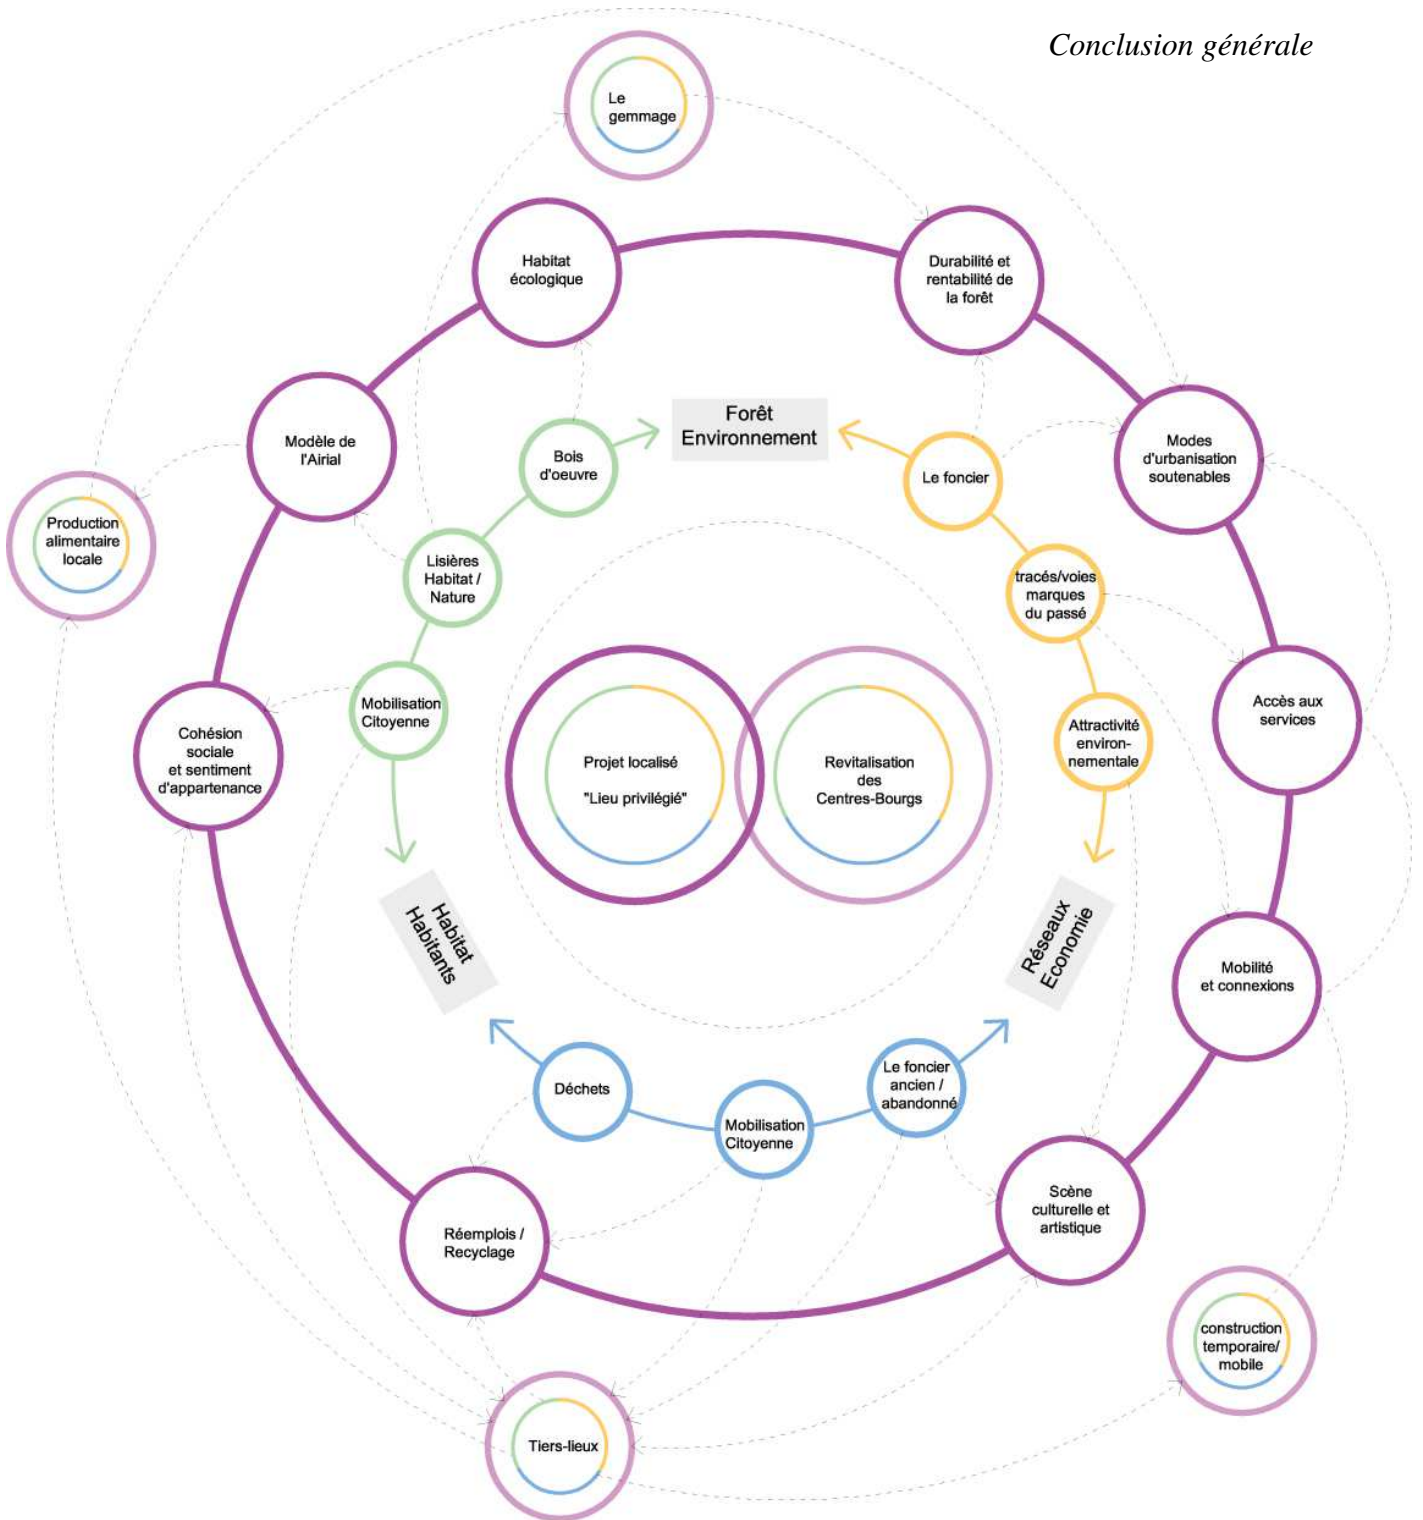 Conclusion générale
Le
gemmage
Habitat
écologique
Durabilité et
rentabilité de
la forêt
Forêt
Environnement
Modèle de
l'Airial
Bois
d'oeuvre
Le foncier
Modes
d'urbanisation
soutenables
Production
alimentaire
locale
Lisières
Habitat /
Nature
tracés/voies
marques
du passé
Mobilisation
Citoyenne
Attractivité
environ-
nementale
Accès aux
services
Cohésion
sociale
et sentiment
d'appartenance
Projet localisé
"Lieu privilégié"
Revitalisation
des
Centres-Bourgs
Habitat
Habitants
Réseaux
Economie
Mobilité
et connexions
Déchets
Mobilisation
Citoyenne
Le foncier
ancien /
abandonné
Réemplois /
Recyclage
Scène
culturelle et
artistique
construction
temporaire/
mobile
Tiers-lieux